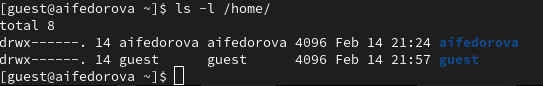 [guest@aifedorova ~]$ ls -l /home/
total 8
drwx------. 14 aifedorova aifedorova 4096 Feb 14 21:24 aifedorova
drwx------. 14 guest      guest      4096 Feb 14 21:57 guest
[guest@aifedorova ~]$